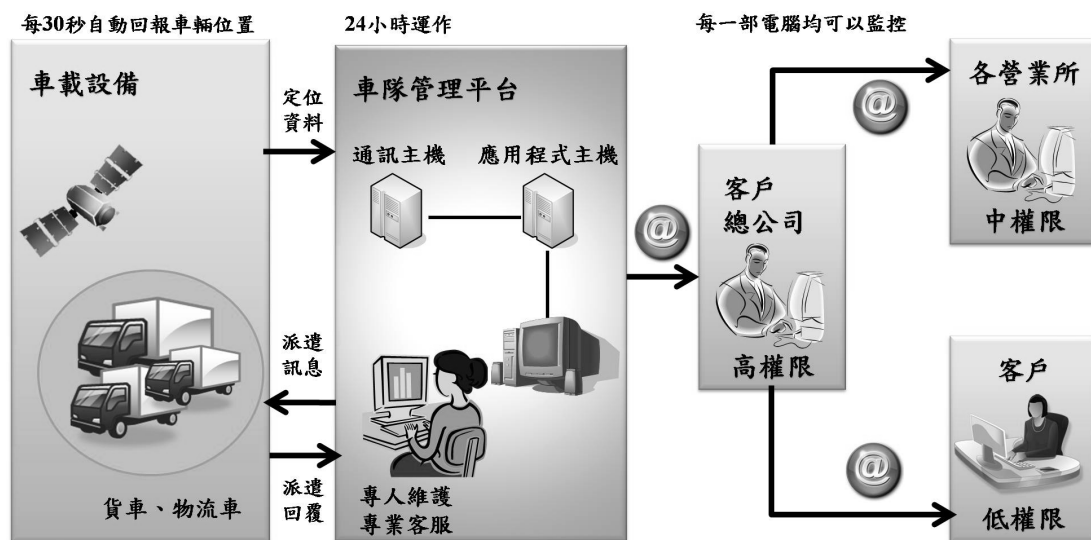 每30秒自動回報車輛位置
24小時運作
每一部電腦均可以監控
車載設備
定位
資料
車隊管理平台
通訊主機
應用程式主機
派遣
訊息
派遣
回覆
貨車、物流車
專人維護
專業客服
@
客戶
總公司
高權限
@
各營業所
中權限
@
客戶
低權限